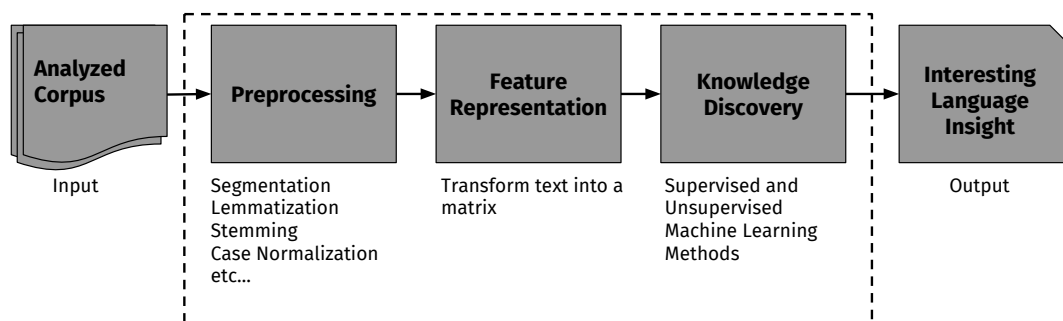 Analyzed
Corpus
Preprocessing
Feature
Representation
Knowledge
Discovery
Interesting
Language
Insight
Input
Segmentation
Lemmatization
Stemming
Case Normalization
etc...
Transform text into a
matrix
Supervised and
Unsupervised
Machine Learning
Methods
Output